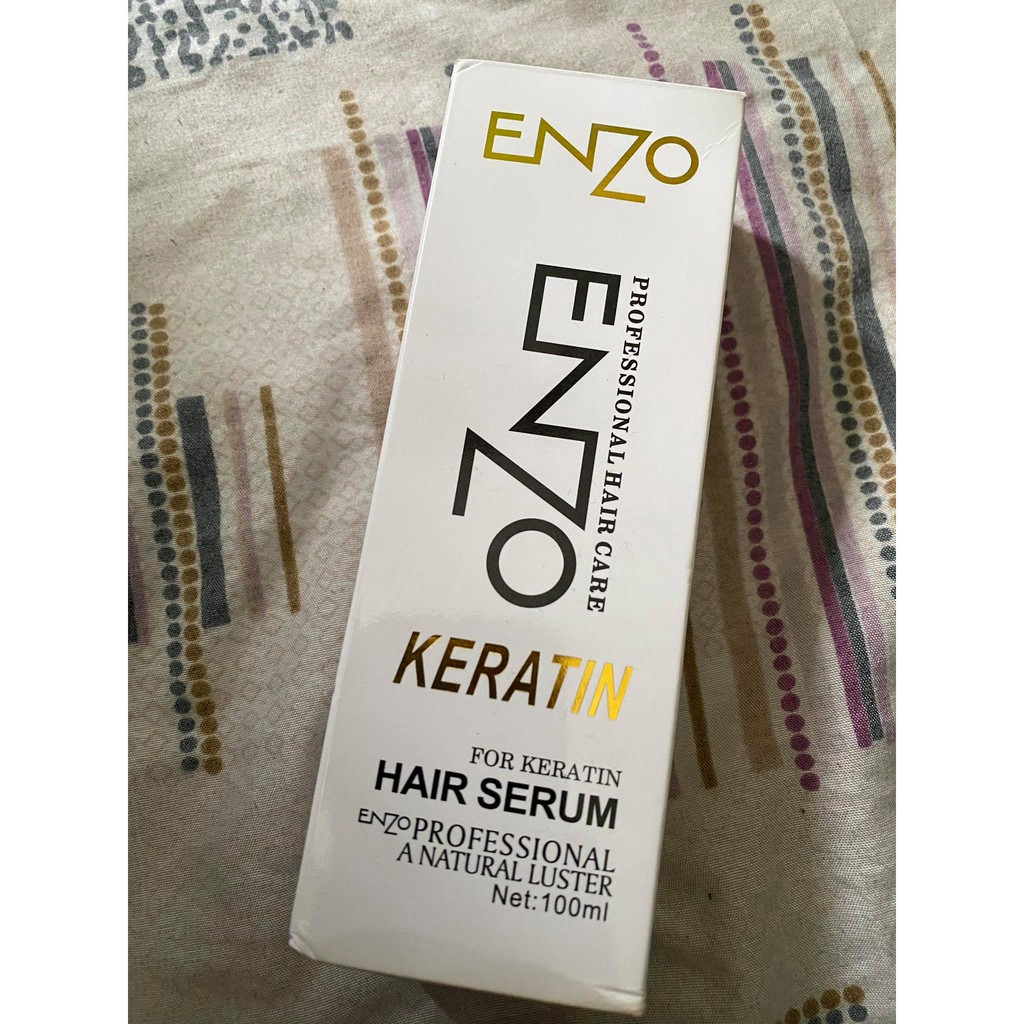 ENZO
ENZO
PROFESSIONAL HAIR CARE
KERATIN
FOR KERATIN
HAIR SERUM
ENZO PROFESSIONAL
A NATURAL LUSTER
Net:100ml